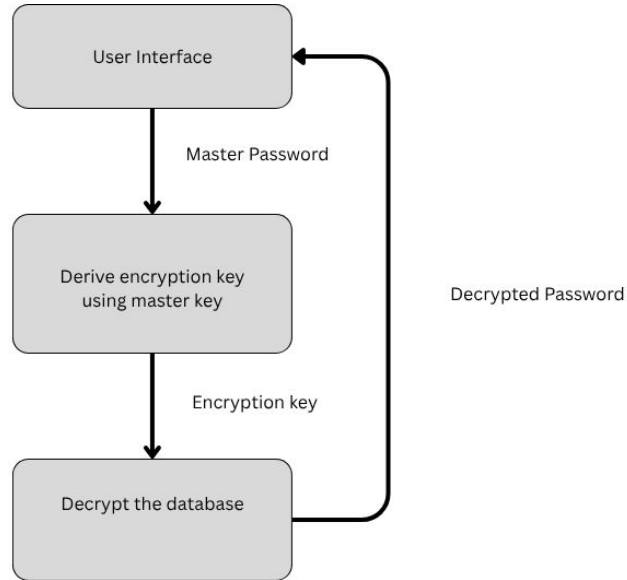 User Interface
Master Password
Derive encryption key
using master key
Decrypted Password
Encryption key
Decrypt the database